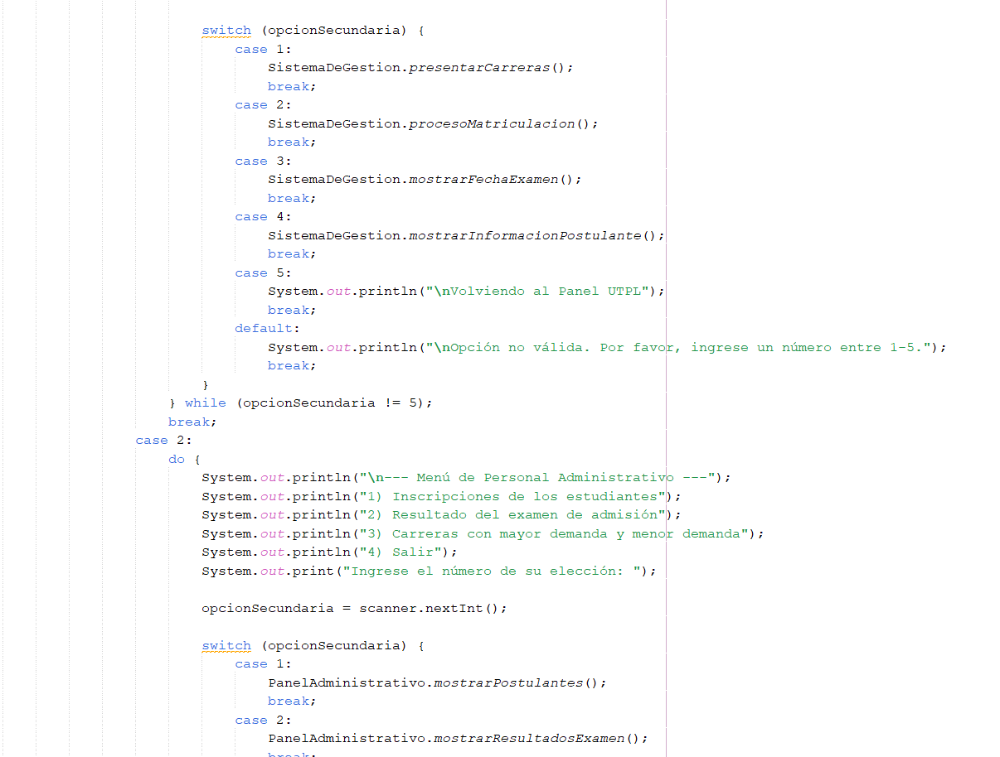 switch (opcionSecundaria) {
case 1:
SistemaDeGestion.presentarCarreras();
break;
case 2:
SistemaDeGestion.procesoMatriculacion();
break;
case 3:
SistemaDeGestion.mostrarFechaExamen();
break;
case 4:
SistemaDeGestion.mostrarInformacionPostulante();
break;
case 5:
System.out.println("\nVolviendo al Panel UTPL");
break;
default:
System.out.println("\nOpción no válida. Por favor, ingrese un número entre 1-5.");
break;
}
} while (opcionSecundaria != 5);
break;
case 2:
do {
System.out.println("\n--- Menú de Personal Administrativo ---");
System.out.println("1) Inscripciones de los estudiantes");
System.out.println("2) Resultado del examen de admisión");
System.out.println("3) Carreras con mayor demanda y menor demanda");
System.out.println("4) Salir");
System.out.print("Ingrese el número de su elección: ");
opcionSecundaria = scanner.nextInt();
switch (opcionSecundaria) {
case 1:
PanelAdministrativo.mostrarPostulantes();
break;
case 2:
PanelAdministrativo.mostrarResultadosExamen();
break;